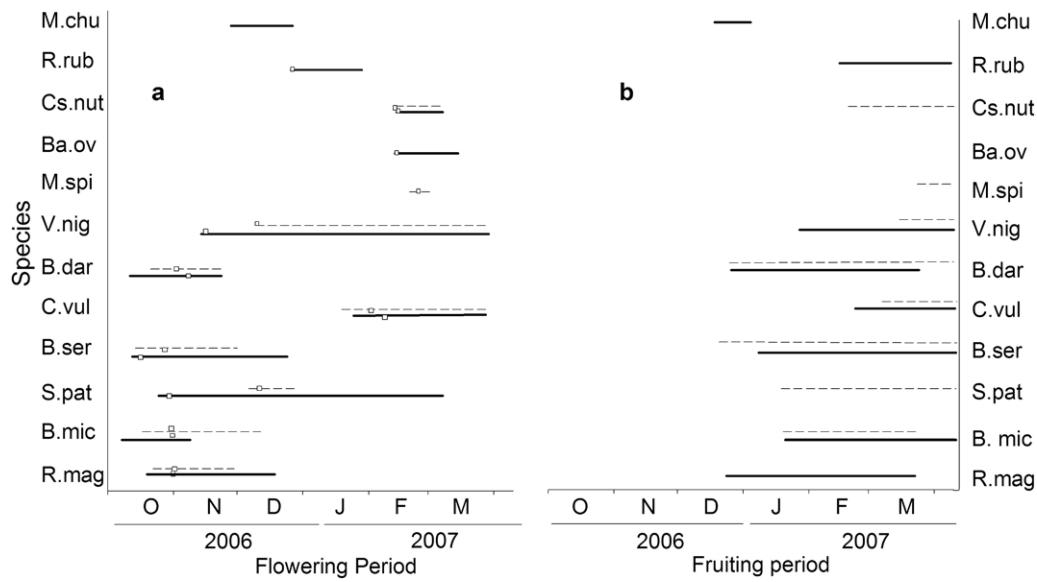 M.chu
R.rub
Cs.nut
Ba.ov
M.spi
V.nig
B.dar
C.vul
B.ser
S.pat
B.mic
R.mag
Species
a
O N D J F M
2006 2007
Flowering Period
b
M.chu
R.rub
Cs.nut
Ba.ov
M.spi
V.nig
B.dar
C.vul
B.ser
S.pat
B. mic
R.mag
O N D J F M
2006 2007
Fruiting period